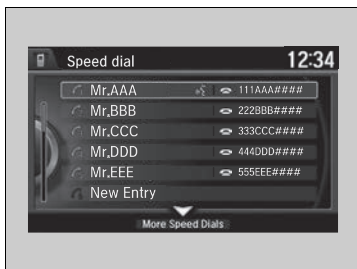 Speed dial 12:34
Mr.AAA 111AAA####
Mr.BBB 222BBB####
Mr.CCC 333CCC####
Mr.DDD 444DDD####
Mr.EEE 555EEE####
New Entry
More Speed Dials